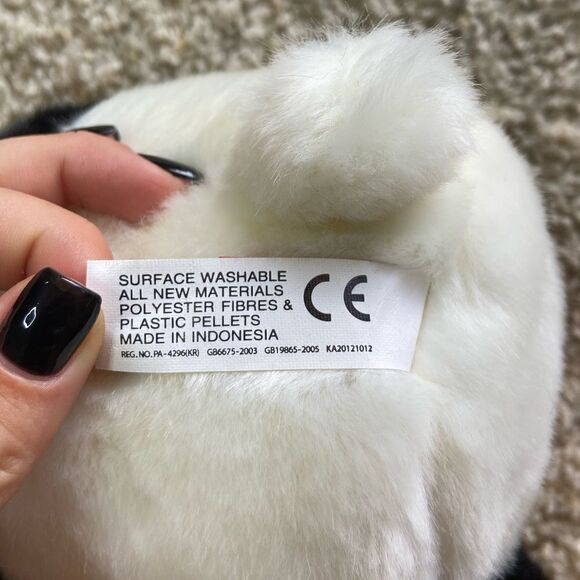 SURFACE WASHABLE
ALL NEW MATERIALS
POLYESTER FIBRES &
PLASTIC PELLETS
MADE IN INDONESIA
CE
REG.NO.PA-4296(KR) GB6675-2003 GB19865-2005 KA20121012